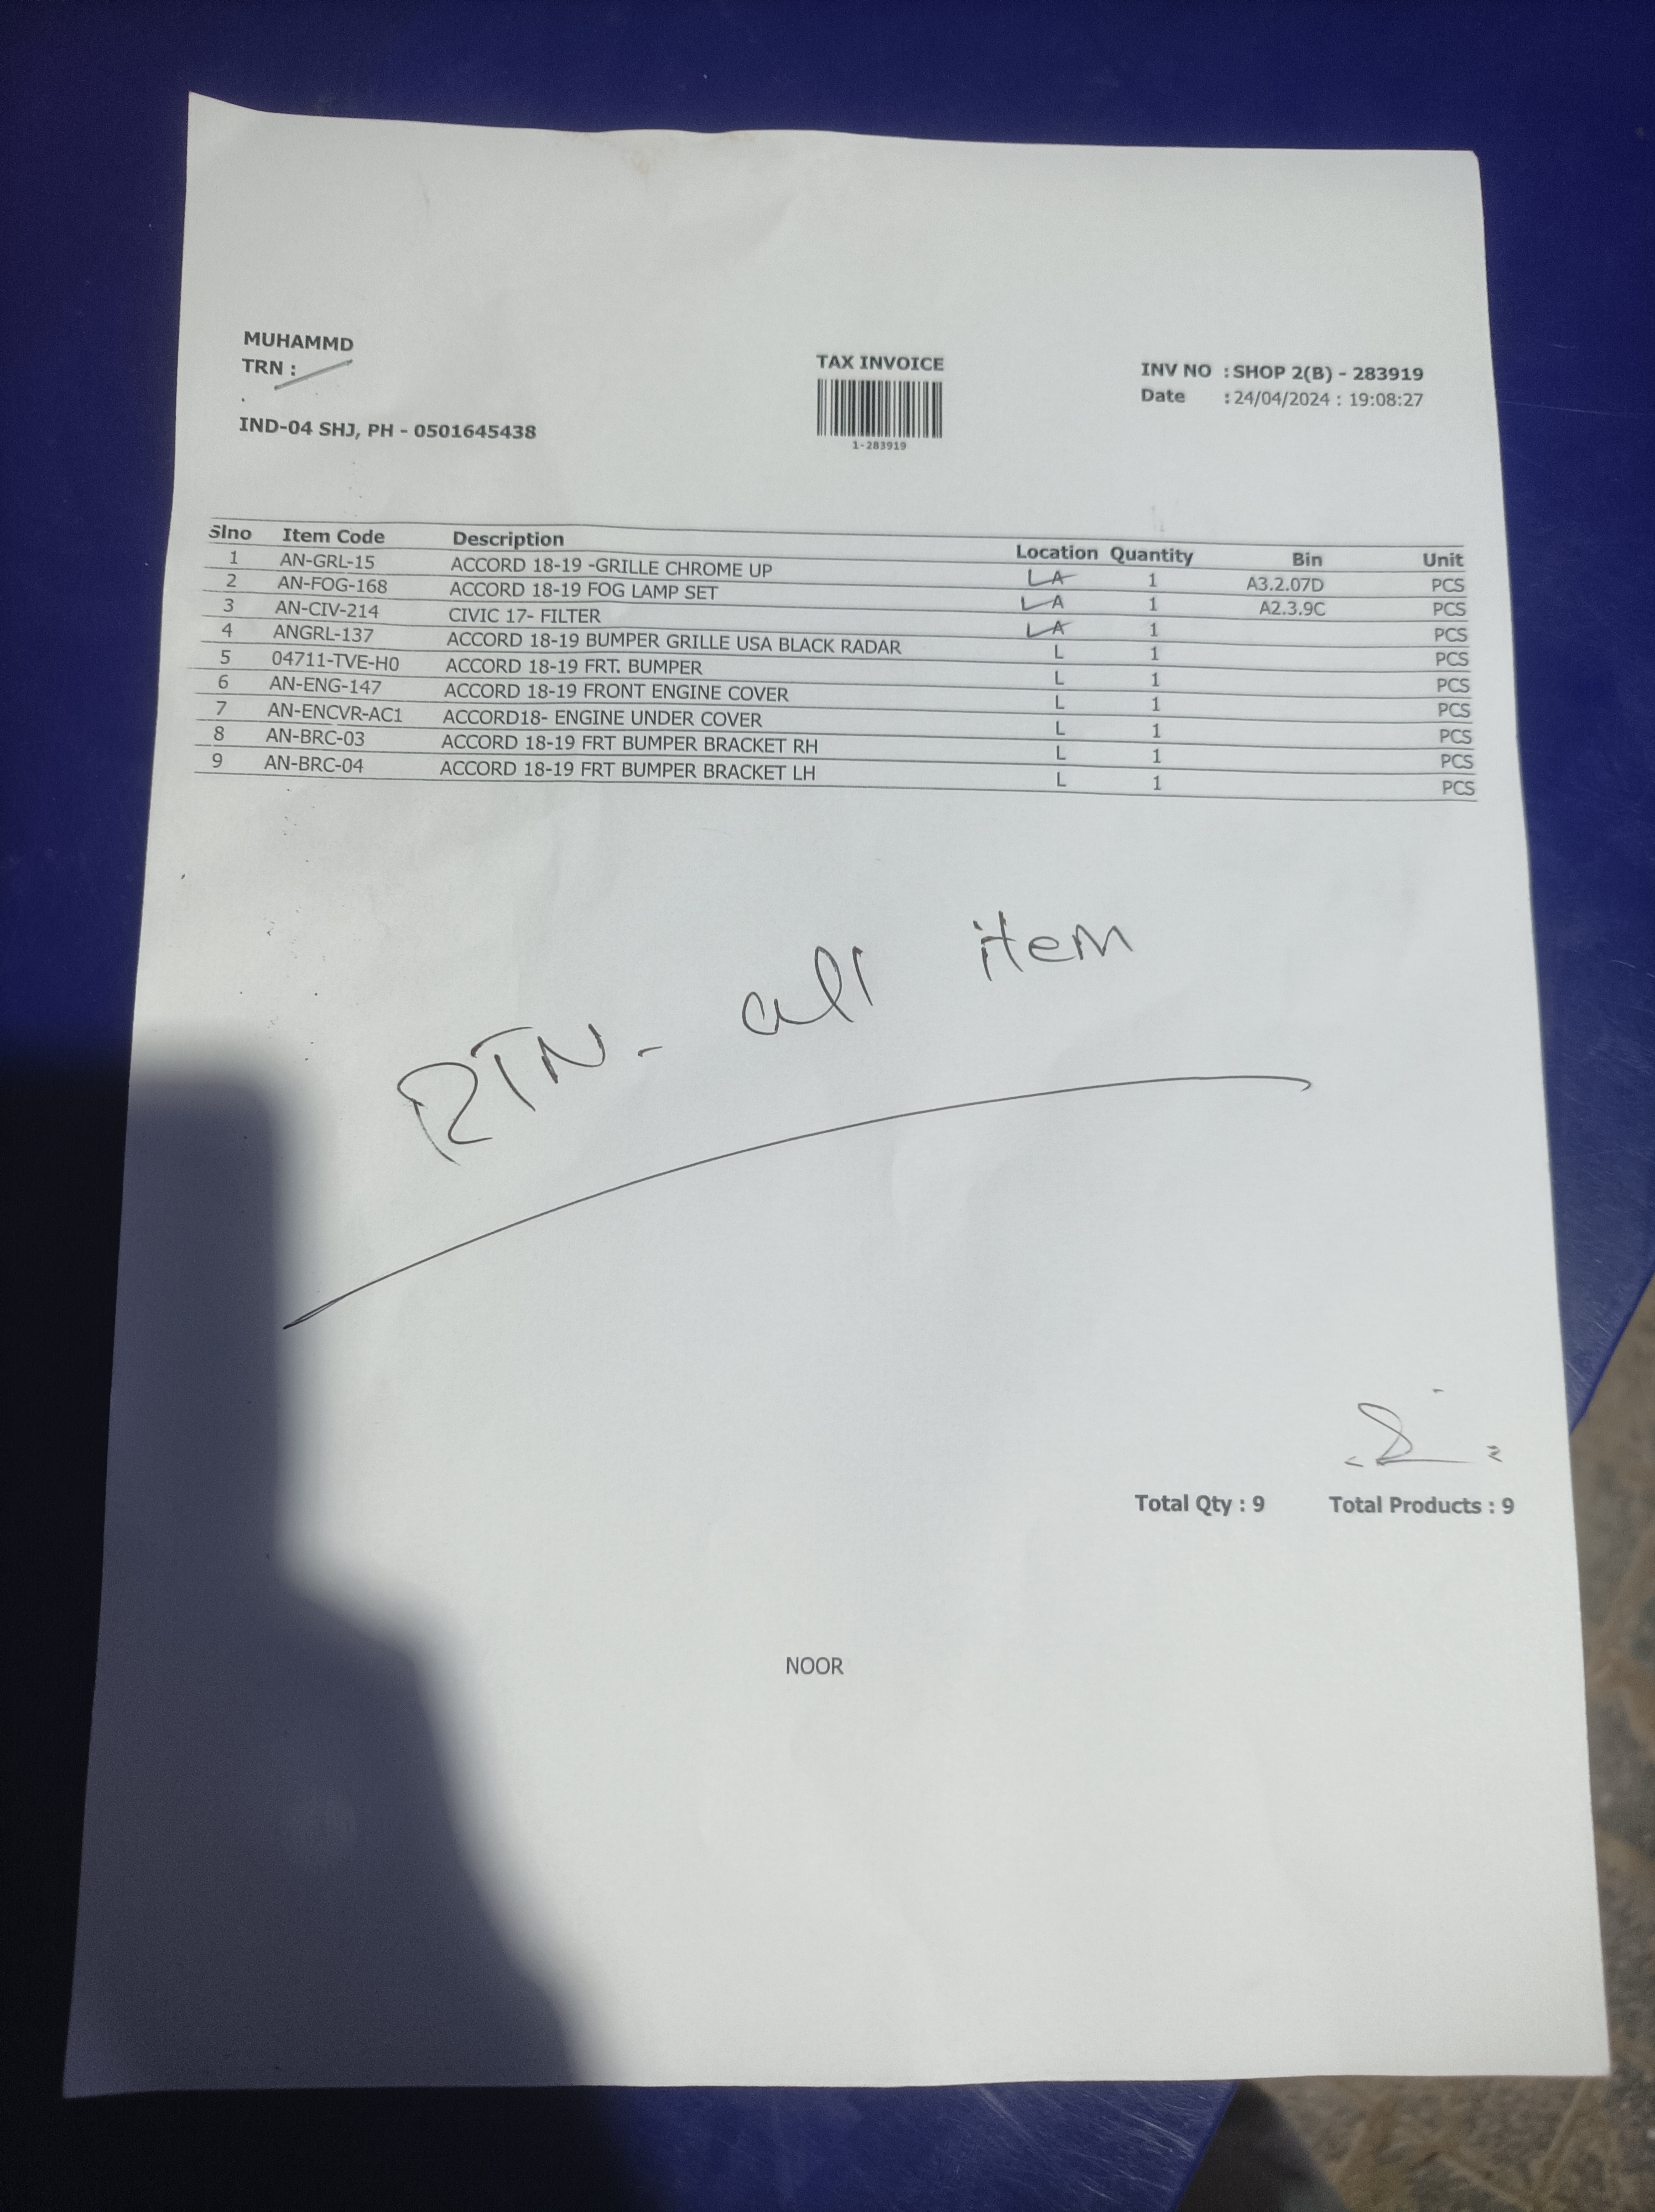 MUHAMMD
TRN :
IND-04 SHJ, PH - 0501645438
TAX INVOICE
1-283919
INV NO : SHOP 2(B) - 283919
Date : 24/04/2024 : 19:08:27
Slno Item Code Description Location Quantity Bin Unit
1 AN-GRL-15 ACCORD 18-19 -GRILLE CHROME UP LA 1 A3.2.07D PCS
2 AN-FOG-168 ACCORD 18-19 FOG LAMP SET LA 1 A2.3.9C PCS
3 AN-CIV-214 CIVIC 17- FILTER LA 1 PCS
4 ANGRL-137 ACCORD 18-19 BUMPER GRILLE USA BLACK RADAR L 1 PCS
5 04711-TVE-H0 ACCORD 18-19 FRT. BUMPER L 1 PCS
6 AN-ENG-147 ACCORD 18-19 FRONT ENGINE COVER L 1 PCS
7 AN-ENCVR-AC1 ACCORD18- ENGINE UNDER COVER L 1 PCS
8 AN-BRC-03 ACCORD 18-19 FRT BUMPER BRACKET RH L 1 PCS
9 AN-BRC-04 ACCORD 18-19 FRT BUMPER BRACKET LH L 1 PCS
RTN - all item
Total Qty : 9 Total Products : 9
NOOR